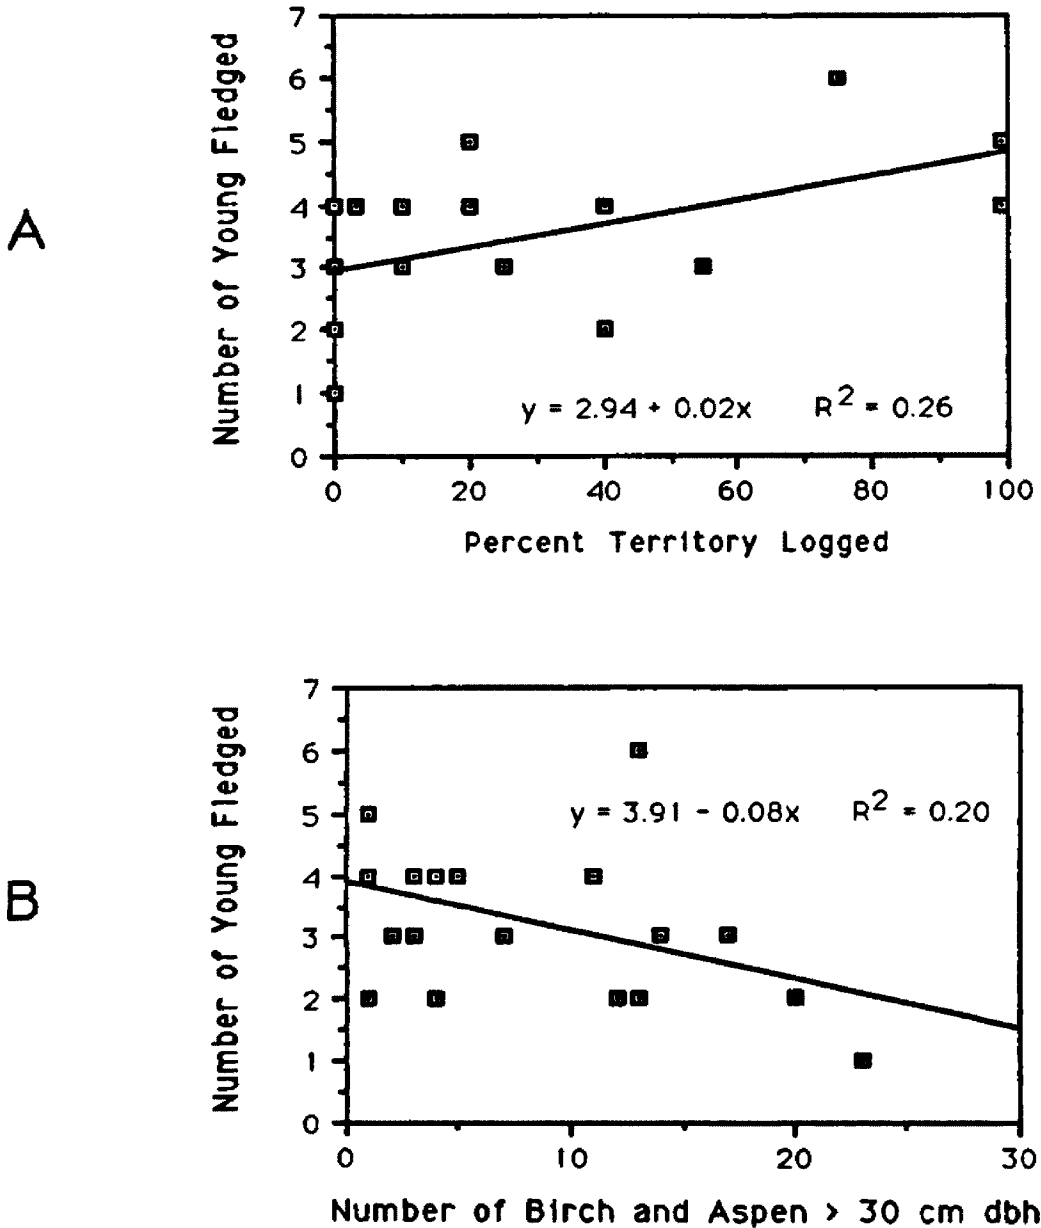 A
Number of Young Fledged
7
6
5
4
3
2
1
0
y = 2.94 + 0.02x R2 = 0.26
0 20 40 60 80 100
Percent Territory Logged
B
Number of Young Fledged
7
6
5
4
3
2
1
0
y = 3.91 - 0.08x R2 = 0.20
0 10 20 30
Number of Birch and Aspen > 30 cm dbh